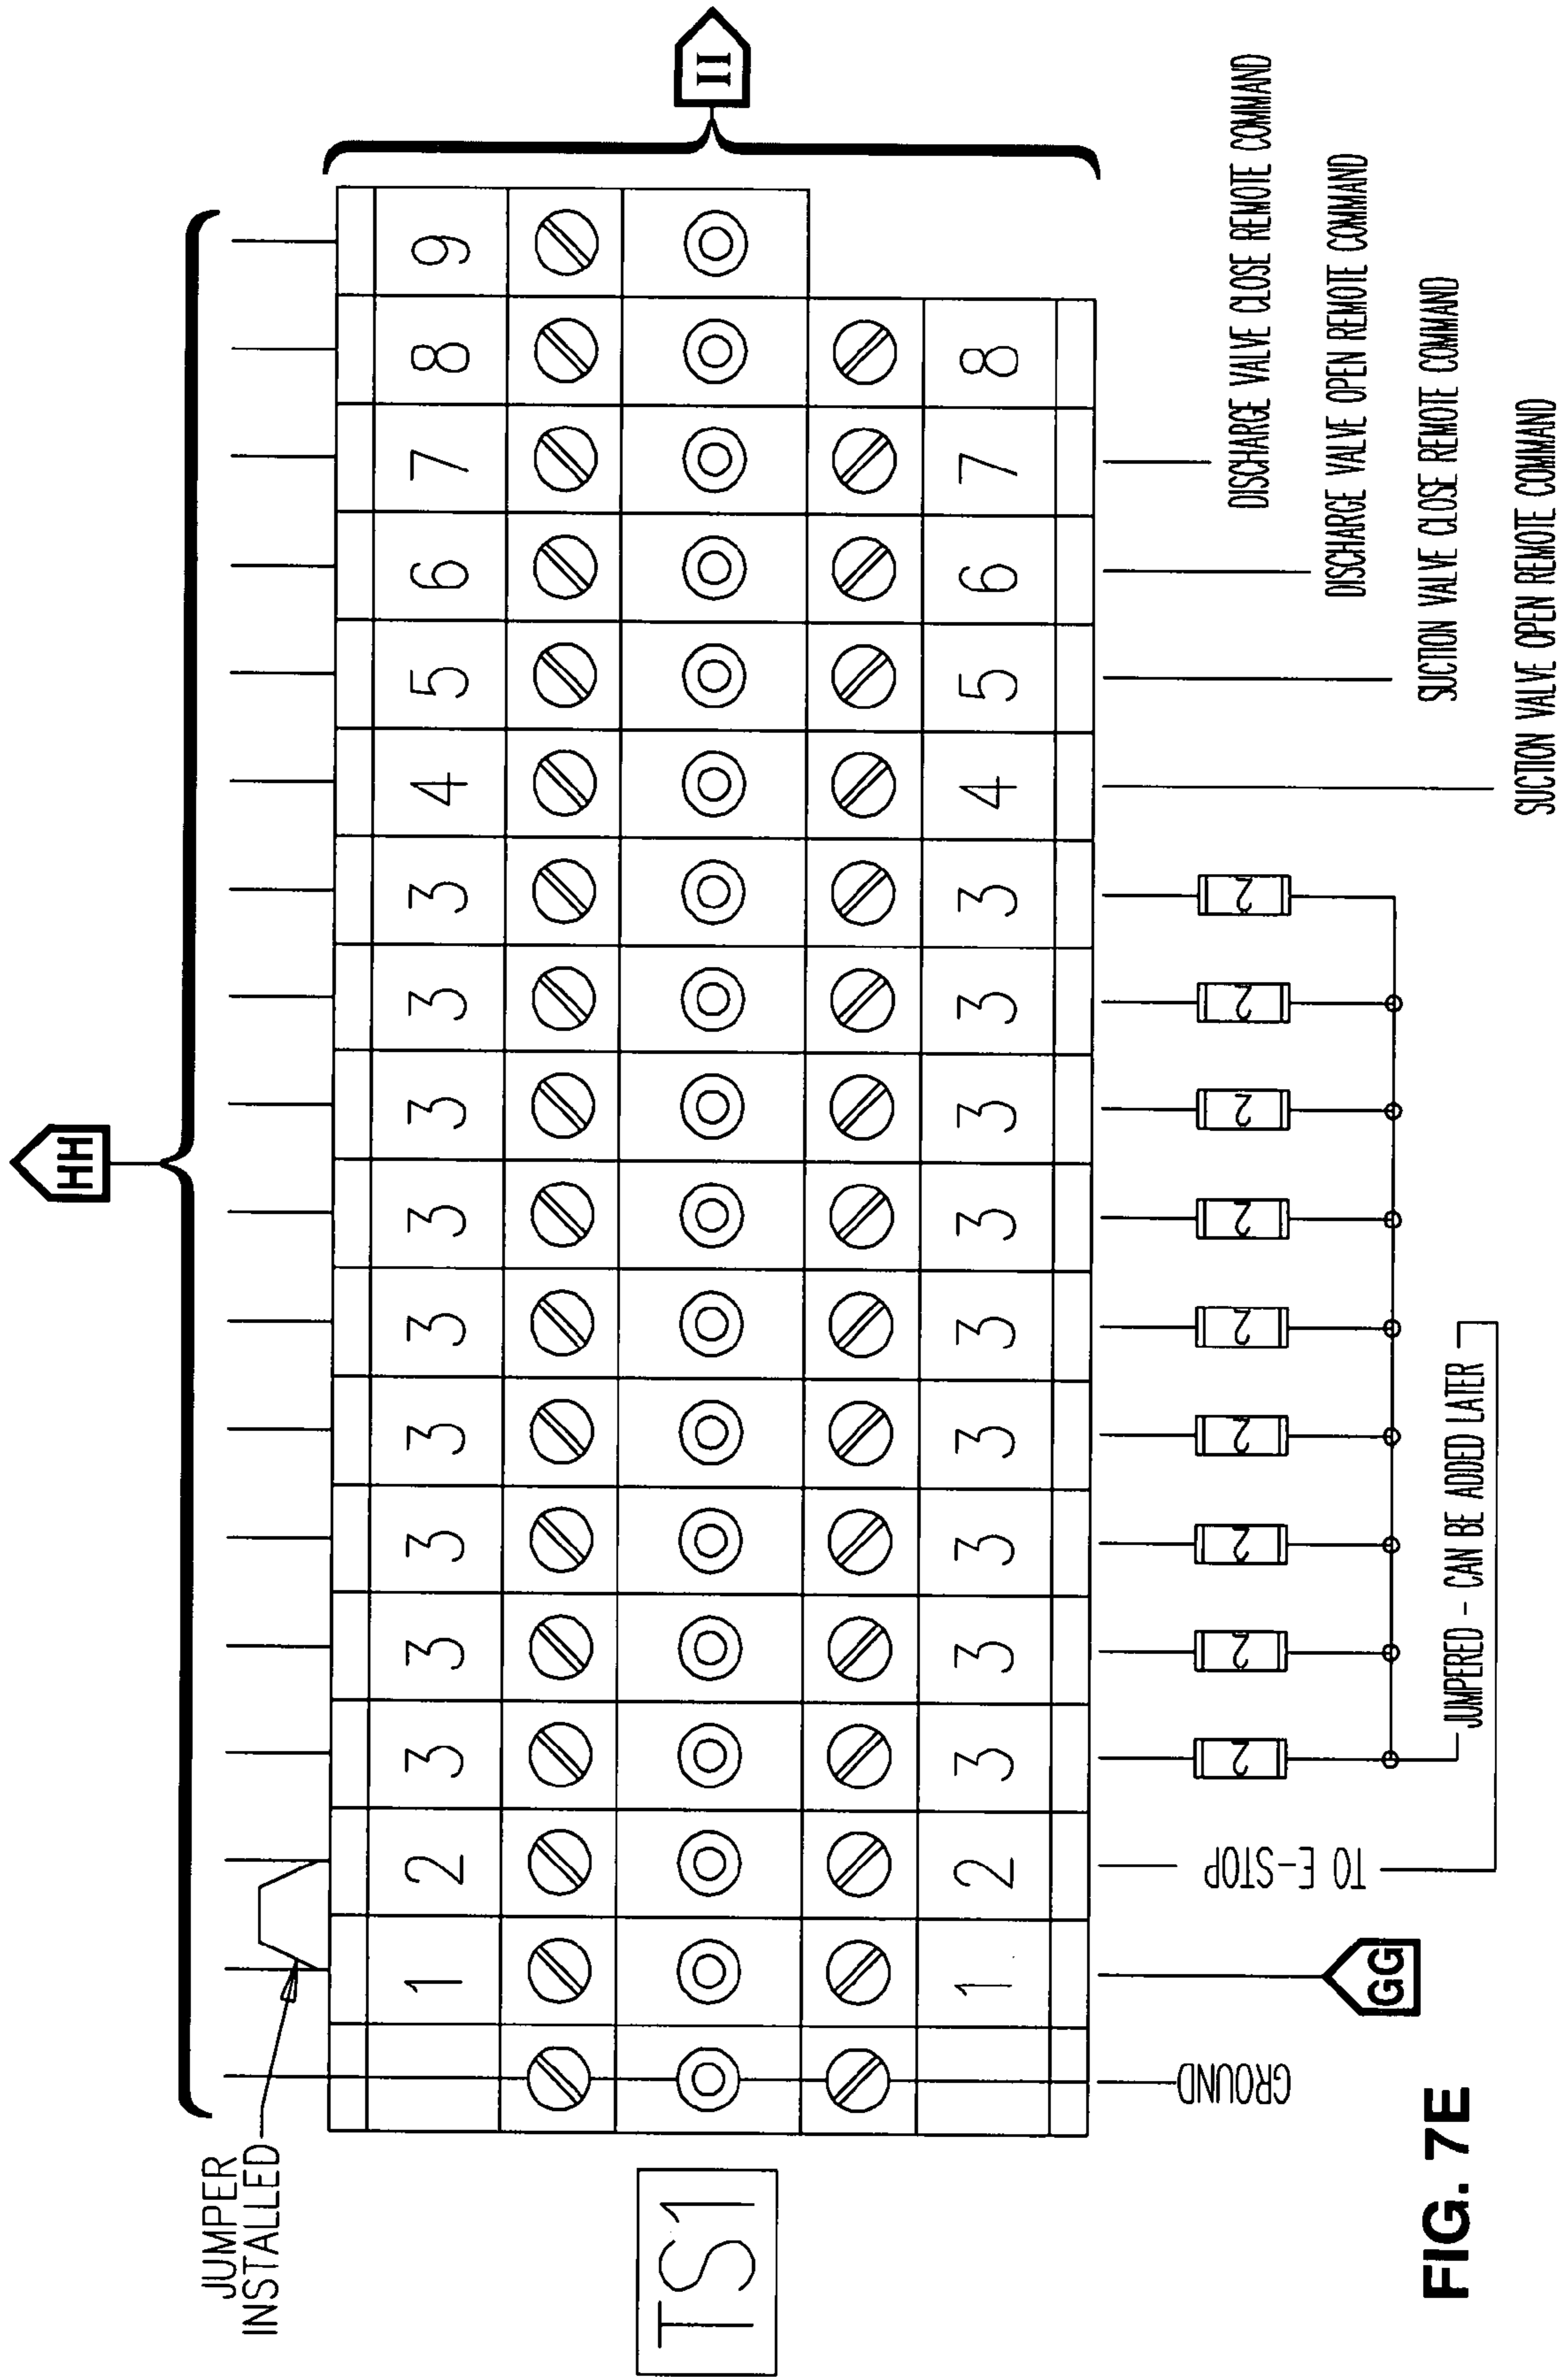 HH
JUMPER
INSTALLED
1 2 3 3 3 3 3 3 3 3 3 4 5 6 7 8 9
TS1
II
1 2 3 3 3 3 3 3 3 3 3 4 5 6 7 8
GROUND
GG
TO E-STOP
2 2 2 2 2 2 2 2 2
JUMPERED - CAN BE ADDED LATER
DISCHARGE VALVE CLOSE REMOTE COMMAND
DISCHARGE VALVE OPEN REMOTE COMMAND
SUCTION VALVE CLOSE REMOTE COMMAND
SUCTION VALVE OPEN REMOTE COMMAND
FIG. 7E